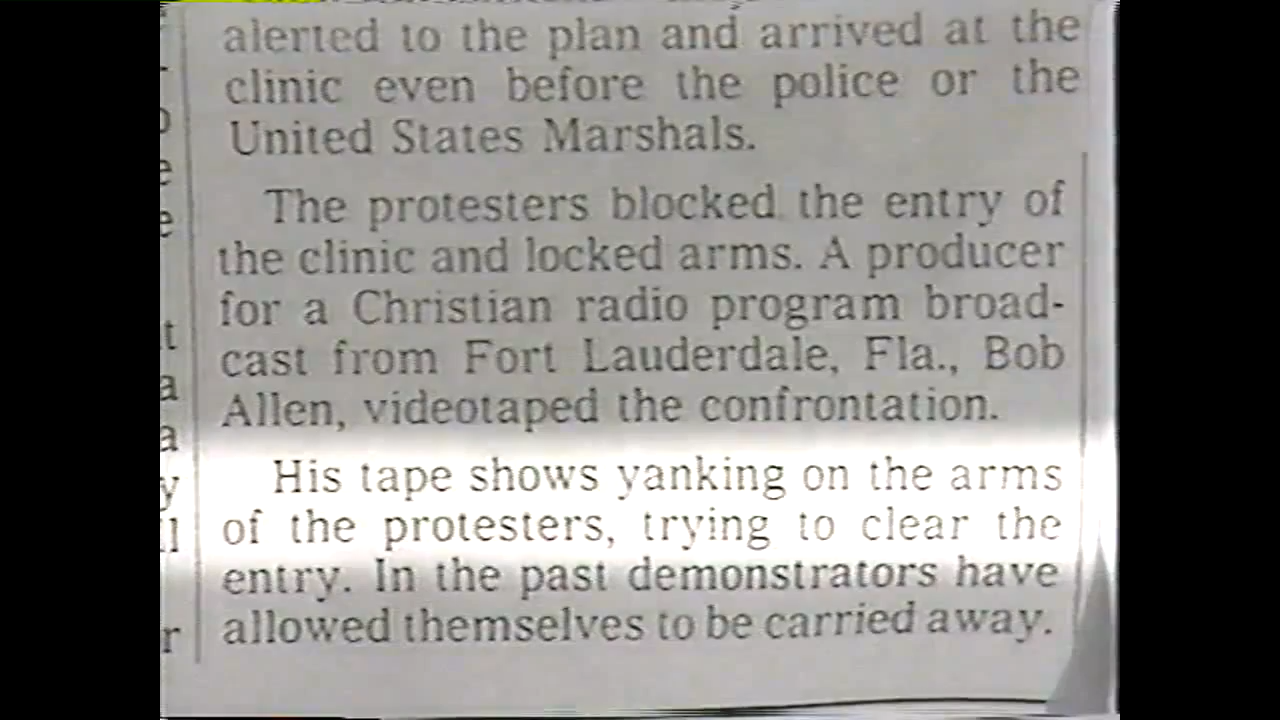 alerted to the plan and arrived at the
clinic even before the police or the
United States Marshals.
The protesters blocked the entry of
the clinic and locked arms. A producer
for a Christian radio program broad-
cast from Fort Lauderdale, Fla., Bob
Allen, videotaped the confrontation.
His tape shows yanking on the arms
of the protesters, trying to clear the
entry. In the past demonstrators have
allowed themselves to be carried away.